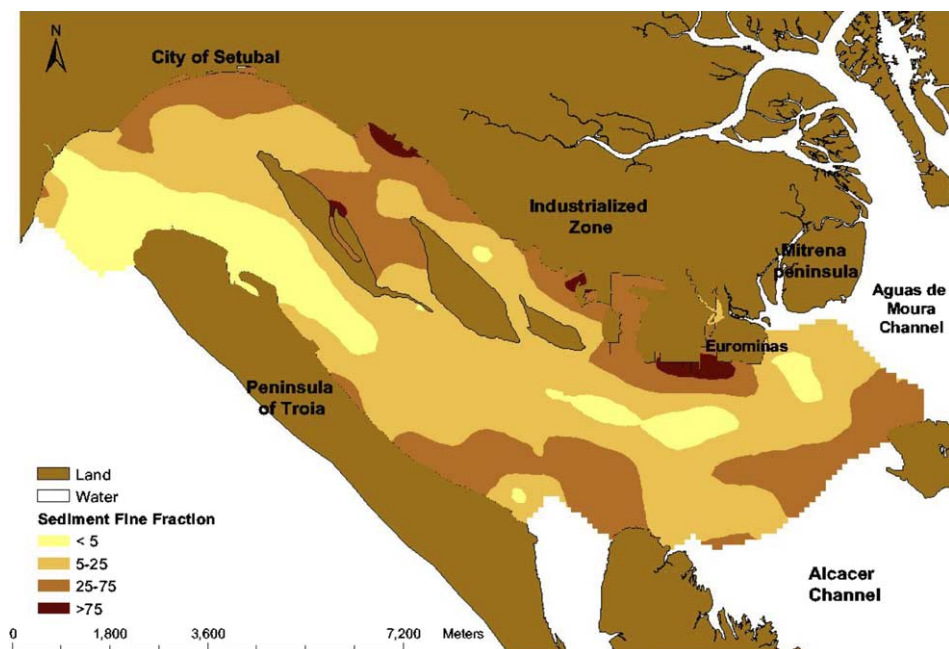 N
City of Setubal
Industrialized
Zone
Mitrena
peninsula
Aguas de
Moura
Channel
Eurominas
Peninsula
of Troia
Land
Water
Sediment Fine Fraction
< 5
5-25
25-75
>75
Alcacer
Channel
0 1,800 3,600 7,200 Meters